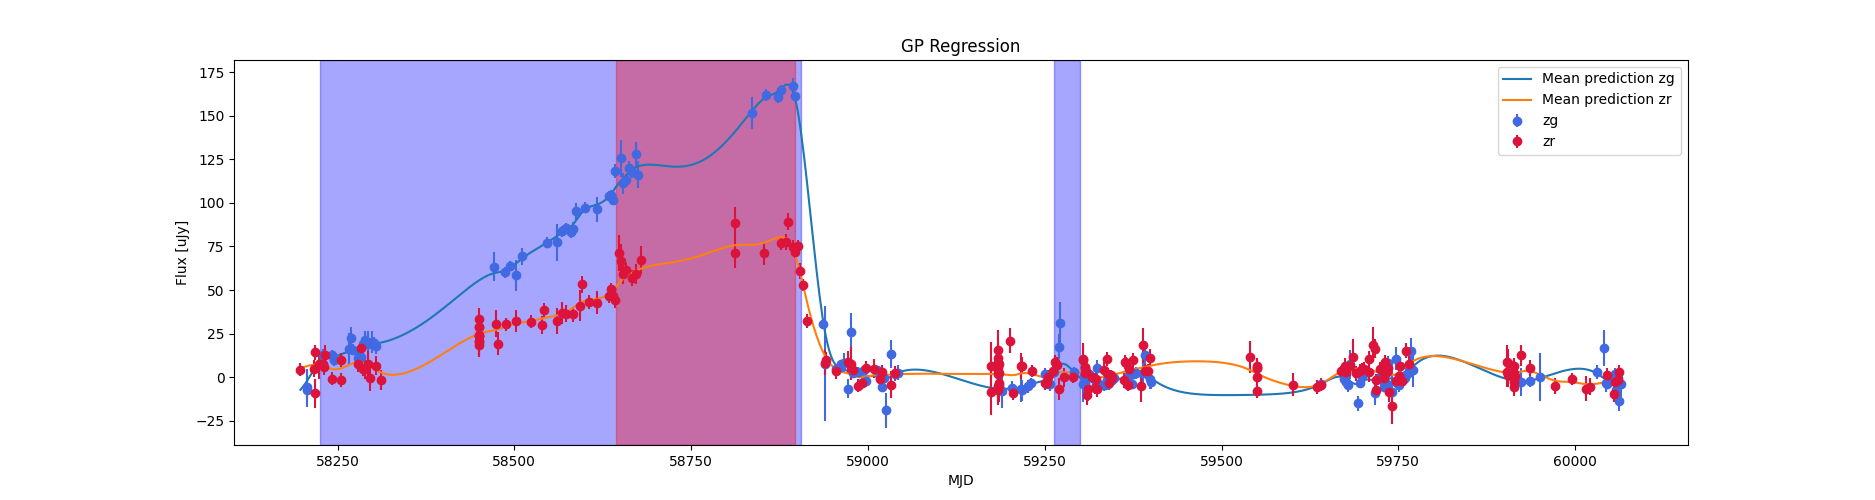 GP Regression
Flux [uJy]
175
150
125
100
75
50
25
0
−25
58250 58500 58750 59000 59250 59500 59750 60000
MJD
Mean prediction zg
Mean prediction zr
zg
zr